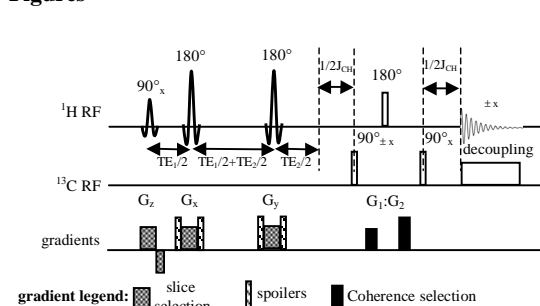 Figures
1/2J_CH 1/2J_CH
180° 180° 180°
90°_x
¹H RF
± x
90°± x 90°_x
decoupling
TE₁/2 TE₁/2+TE₂/2 TE₂/2
¹³C RF
G_z G_x G_y G₁:G₂
gradients
gradient legend: slice selection spoilers Coherence selection